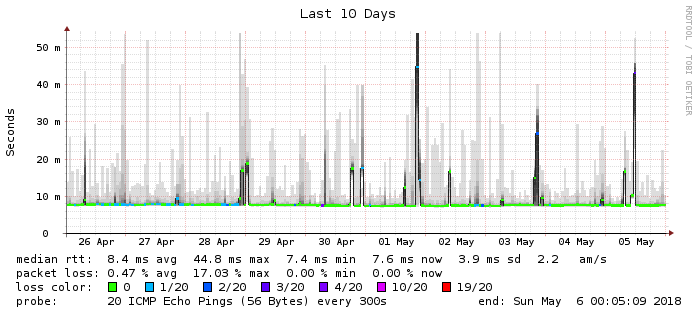 Last 10 Days
RRDTOOL / TOBI OETIKER
Seconds
50 m
40 m
30 m
20 m
10 m
0
26 Apr 27 Apr 28 Apr 29 Apr 30 Apr 01 May 02 May 03 May 04 May 05 May
median rtt: 8.4 ms avg 44.8 ms max 7.4 ms min 7.6 ms now 3.9 ms sd 2.2 am/s
packet loss: 0.47 % avg 17.03 % max 0.00 % min 0.00 % now
loss color: 0 1/20 2/20 3/20 4/20 10/20 19/20
probe: 20 ICMP Echo Pings (56 Bytes) every 300s end: Sun May 6 00:05:09 2018